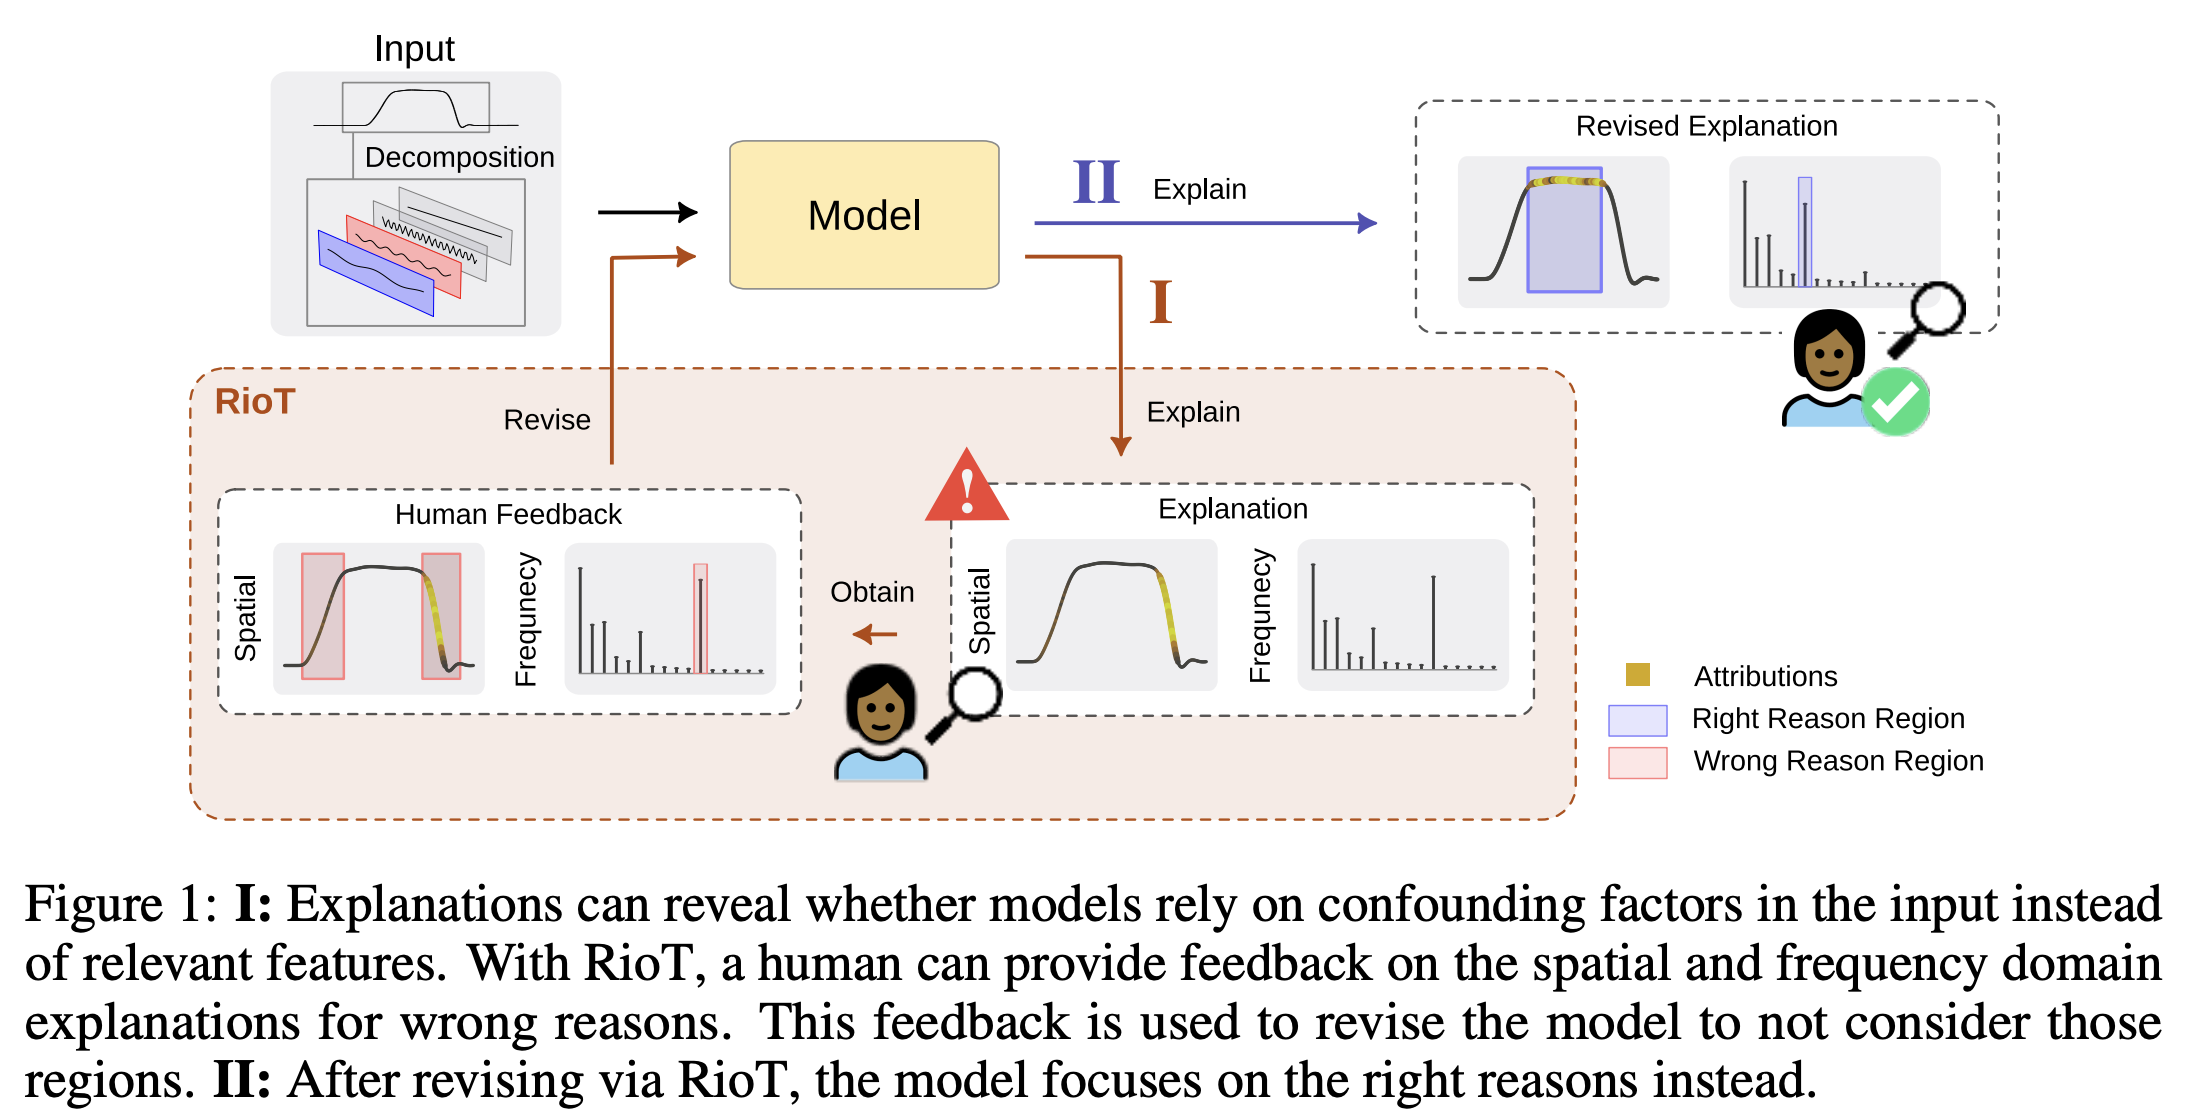 Input
Decomposition
Model
II
Explain
Revised Explanation
I
RioT
Revise
Explain
Human Feedback
Spatial
Frequnecy
Obtain
Explanation
Spatial
Frequnecy
Attributions
Right Reason Region
Wrong Reason Region
Figure 1: I: Explanations can reveal whether models rely on confounding factors in the input instead
of relevant features. With RioT, a human can provide feedback on the spatial and frequency domain
explanations for wrong reasons. This feedback is used to revise the model to not consider those
regions. II: After revising via RioT, the model focuses on the right reasons instead.